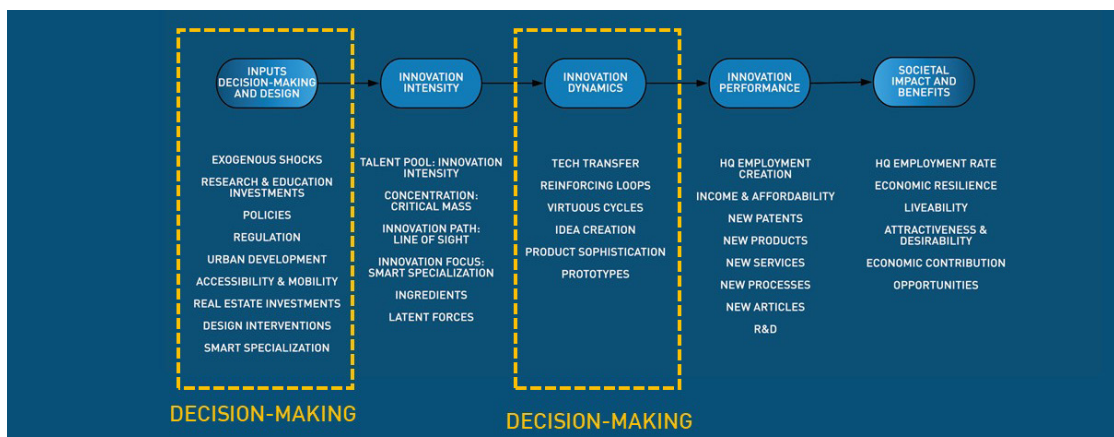 INPUTS
DECISION-MAKING
AND DESIGN
INNOVATION
INTENSITY
INNOVATION
DYNAMICS
INNOVATION
PERFORMANCE
SOCIETAL
IMPACT AND
BENEFITS
EXOGENOUS SHOCKS
RESEARCH & EDUCATION
INVESTMENTS
POLICIES
REGULATION
URBAN DEVELOPMENT
ACCESSIBILITY & MOBILITY
REAL ESTATE INVESTMENTS
DESIGN INTERVENTIONS
SMART SPECIALIZATION
TALENT POOL: INNOVATION
INTENSITY
CONCENTRATION:
CRITICAL MASS
INNOVATION PATH:
LINE OF SIGHT
INNOVATION FOCUS:
SMART SPECIALIZATION
INGREDIENTS
LATENT FORCES
TECH TRANSFER
REINFORCING LOOPS
VIRTUOUS CYCLES
IDEA CREATION
PRODUCT SOPHISTICATION
PROTOTYPES
HQ EMPLOYMENT
CREATION
INCOME & AFFORDABILITY
NEW PATENTS
NEW PRODUCTS
NEW SERVICES
NEW PROCESSES
NEW ARTICLES
R&D
HQ EMPLOYMENT RATE
ECONOMIC RESILIENCE
LIVEABILITY
ATTRACTIVENESS &
DESIRABILITY
ECONOMIC CONTRIBUTION
OPPORTUNITIES
DECISION-MAKING
DECISION-MAKING